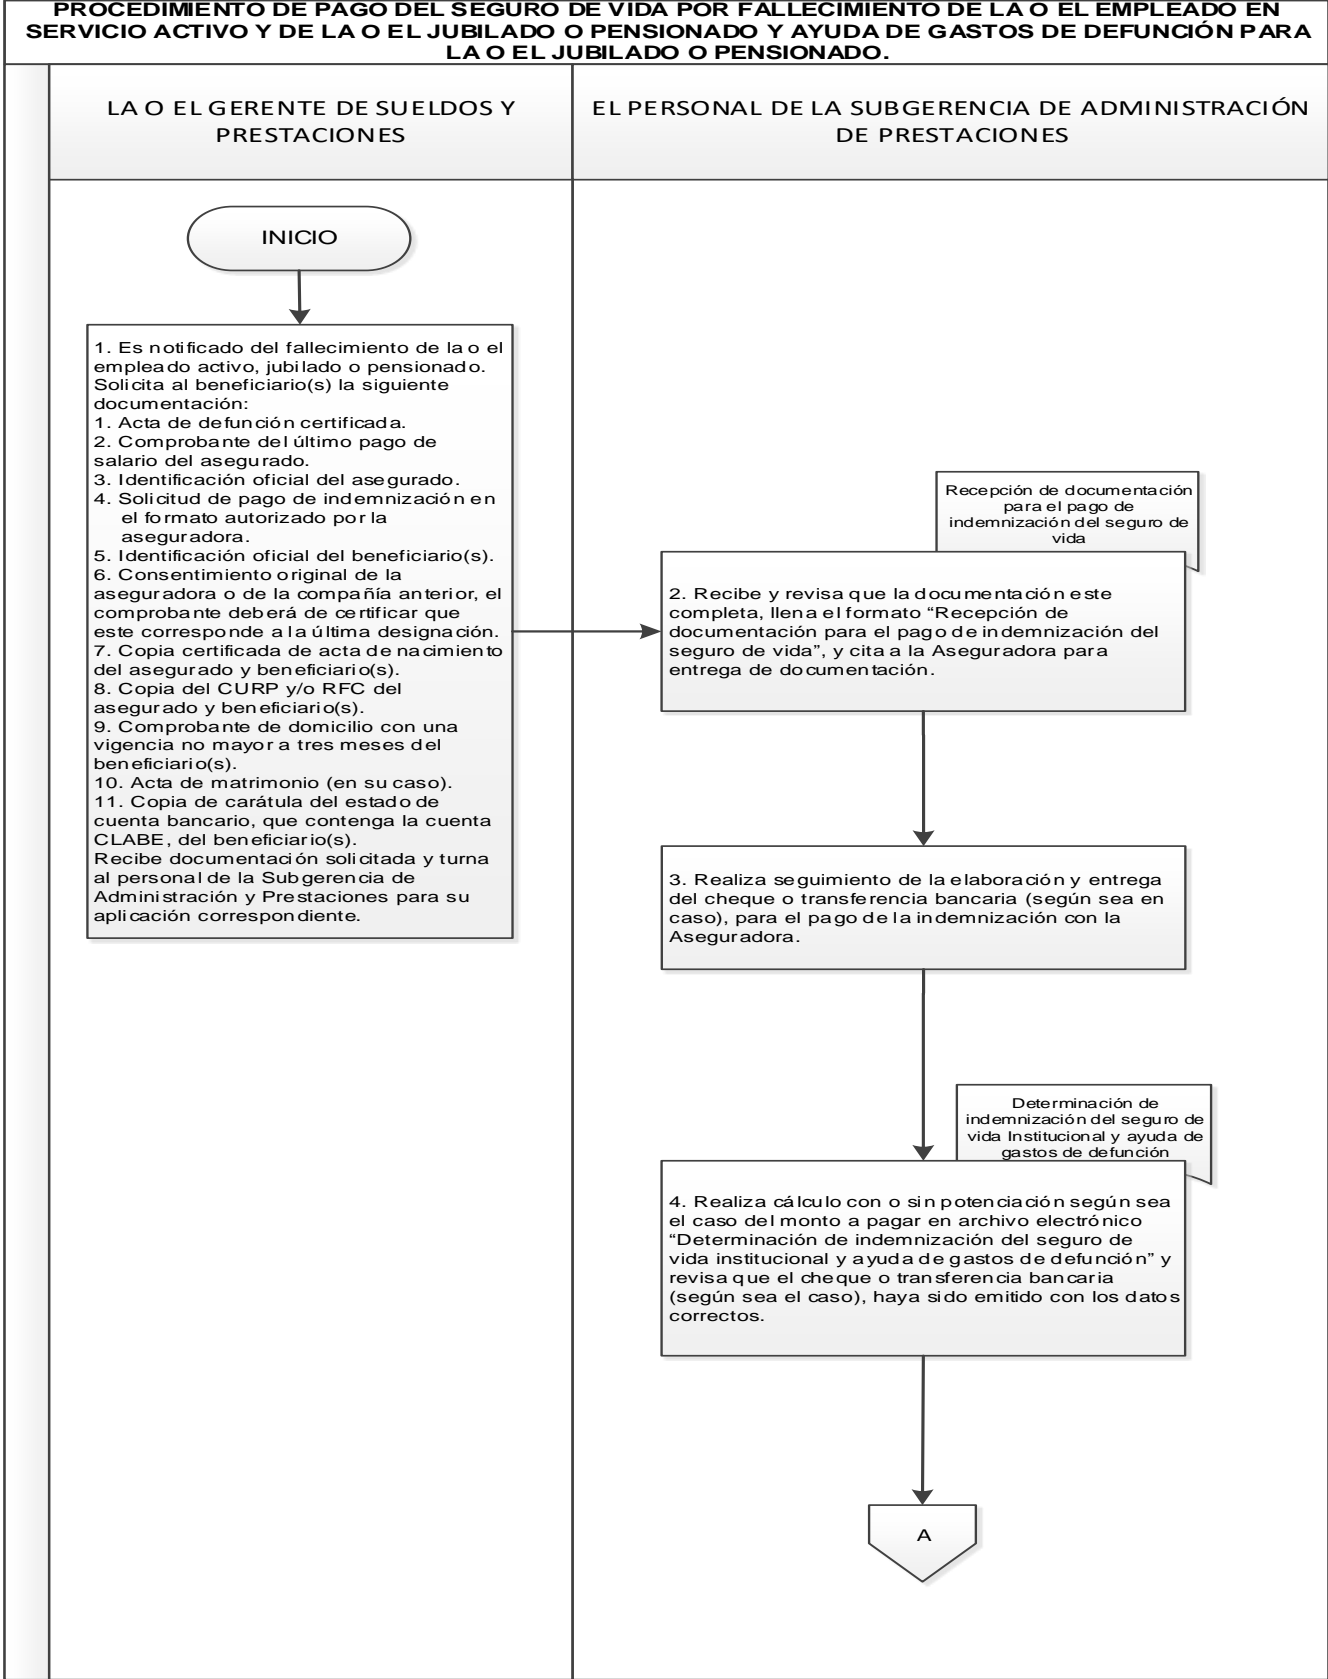 PROCEDIMIENTO DE PAGO DEL SEGURO DE VIDA POR FALLECIMIENTO DE LA O EL EMPLEADO EN
SERVICIO ACTIVO Y DE LA O EL JUBILADO O PENSIONADO Y AYUDA DE GASTOS DE DEFUNCIÓN PARA
LA O EL JUBILADO O PENSIONADO.
LA O EL GERENTE DE SUELDOS Y
PRESTACIONES
EL PERSONAL DE LA SUBGERENCIA DE ADMINISTRACIÓN
DE PRESTACIONES
INICIO
1. Es notificado del fallecimiento de la o el
empleado activo, jubilado o pensionado.
Solicita al beneficiario(s) la siguiente
documentación:
1. Acta de defunción certificada.
2. Comprobante del último pago de
salario del asegurado.
3. Identificación oficial del asegurado.
4. Solicitud de pago de indemnización en
el formato autorizado por la
aseguradora.
5. Identificación oficial del beneficiario(s).
6. Consentimiento original de la
aseguradora o de la compañía anterior, el
comprobante deberá de certificar que
este corresponde a la última designación.
7. Copia certificada de acta de nacimiento
del asegurado y beneficiario(s).
8. Copia del CURP y/o RFC del
asegurado y beneficiario(s).
9. Comprobante de domicilio con una
vigencia no mayor a tres meses del
beneficiario(s).
10. Acta de matrimonio (en su caso).
11. Copia de carátula del estado de
cuenta bancario, que contenga la cuenta
CLABE, del beneficiario(s).
Recibe documentación solicitada y turna
al personal de la Subgerencia de
Administración y Prestaciones para su
aplicación correspondiente.
Recepción de documentación
para el pago de
indemnización del seguro de
vida
2. Recibe y revisa que la documentación este
completa, llena el formato “Recepción de
documentación para el pago de indemnización del
seguro de vida”, y cita a la Aseguradora para
entrega de documentación.
3. Realiza seguimiento de la elaboración y entrega
del cheque o transferencia bancaria (según sea en
caso), para el pago de la indemnización con la
Aseguradora.
Determinación de
indemnización del seguro de
vida Institucional y ayuda de
gastos de defunción
4. Realiza cálculo con o sin potenciación según sea
el caso del monto a pagar en archivo electrónico
“Determinación de indemnización del seguro de
vida institucional y ayuda de gastos de defunción” y
revisa que el cheque o transferencia bancaria
(según sea el caso), haya sido emitido con los datos
correctos.
A